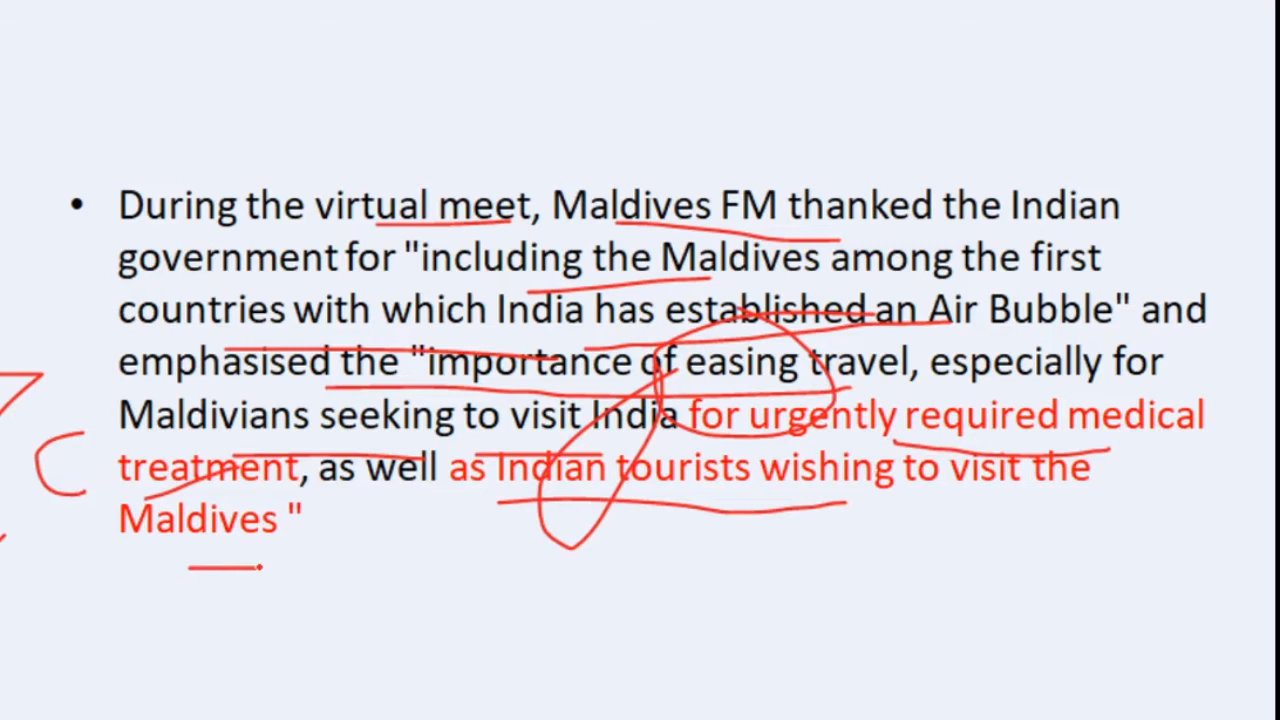 • During the virtual meet, Maldives FM thanked the Indian
government for "including the Maldives among the first
countries with which India has established an Air Bubble" and
emphasised the "importance of easing travel, especially for
Maldivians seeking to visit India for urgently required medical
treatment, as well as Indian tourists wishing to visit the
Maldives "